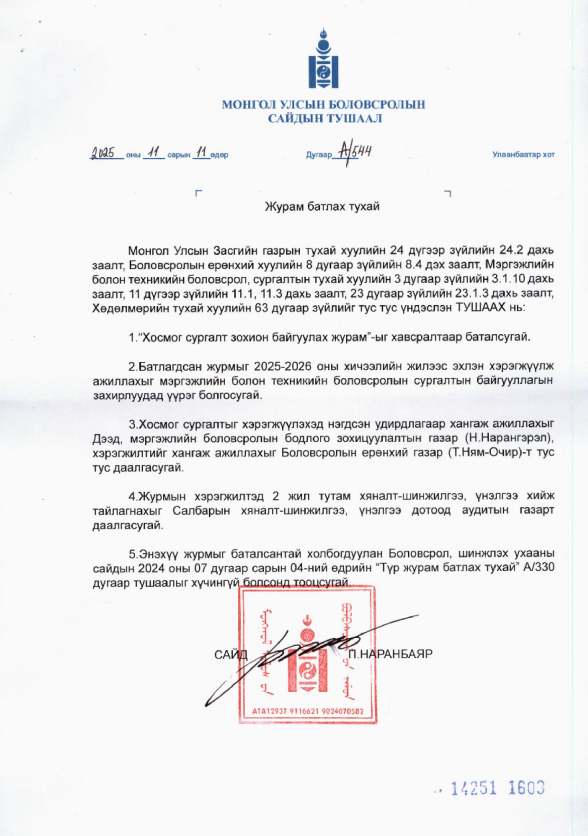 МОНГОЛ УЛСЫН БОЛОВСРОЛЫН
САЙДЫН ТУШААЛ
2025 оны 11 сарын 11 өдөр Дугаар А/544 Улаанбаатар хот
Журам батлах тухай
Монгол Улсын Засгийн газрын тухай хуулийн 24 дүгээр зүйлийн 24.2 дахь
заалт, Боловсролын ерөнхий хуулийн 8 дугаар зүйлийн 8.4 дэх заалт, Мэргэжлийн
болон техникийн боловсрол, сургалтын тухай хуулийн 3 дугаар зүйлийн 3.1.10 дахь
заалт, 11 дүгээр зүйлийн 11.1, 11.3 дахь заалт, 23 дугаар зүйлийн 23.1.3 дахь заалт,
Хөдөлмөрийн тухай хуулийн 63 дугаар зүйлийг тус тус үндэслэн ТУШААХ нь:
1.“Хосмог сургалт зохион байгуулах журам”-ыг хавсралтаар баталсугай.
2.Батлагдсан журмыг 2025-2026 оны хичээлийн жилээс эхлэн хэрэгжүүлж
ажиллахыг мэргэжлийн болон техникийн боловсролын сургалтын байгууллагын
захирлуудад үүрэг болгосугай.
3.Хосмог сургалтыг хэрэгжүүлэхэд нэгдсэн удирдлагаар хангаж ажиллахыг
Дээд, мэргэжлийн боловсролын бодлого зохицуулалтын газар (Н.Нарангэрэл),
хэрэгжилтийг хангаж ажиллахыг Боловсролын ерөнхий газар (Т.Ням-Очир)-т тус
тус даалгасугай.
4.Журмын хэрэгжилтэд 2 жил тутам хяналт-шинжилгээ, үнэлгээ хийж
тайлагнахыг Салбарын хяналт-шинжилгээ, үнэлгээ дотоод аудитын газарт
даалгасугай.
5.Энэхүү журмыг баталсантай холбогдуулан Боловсрол, шинжлэх ухааны
сайдын 2024 оны 07 дугаар сарын 04-ний өдрийн “Түр журам батлах тухай” А/330
дугаар тушаалыг хүчингүй болсонд тооцсугай.
САЙД П.НАРАНБАЯР
АТА12937 9116621 9024070582
14251 1603